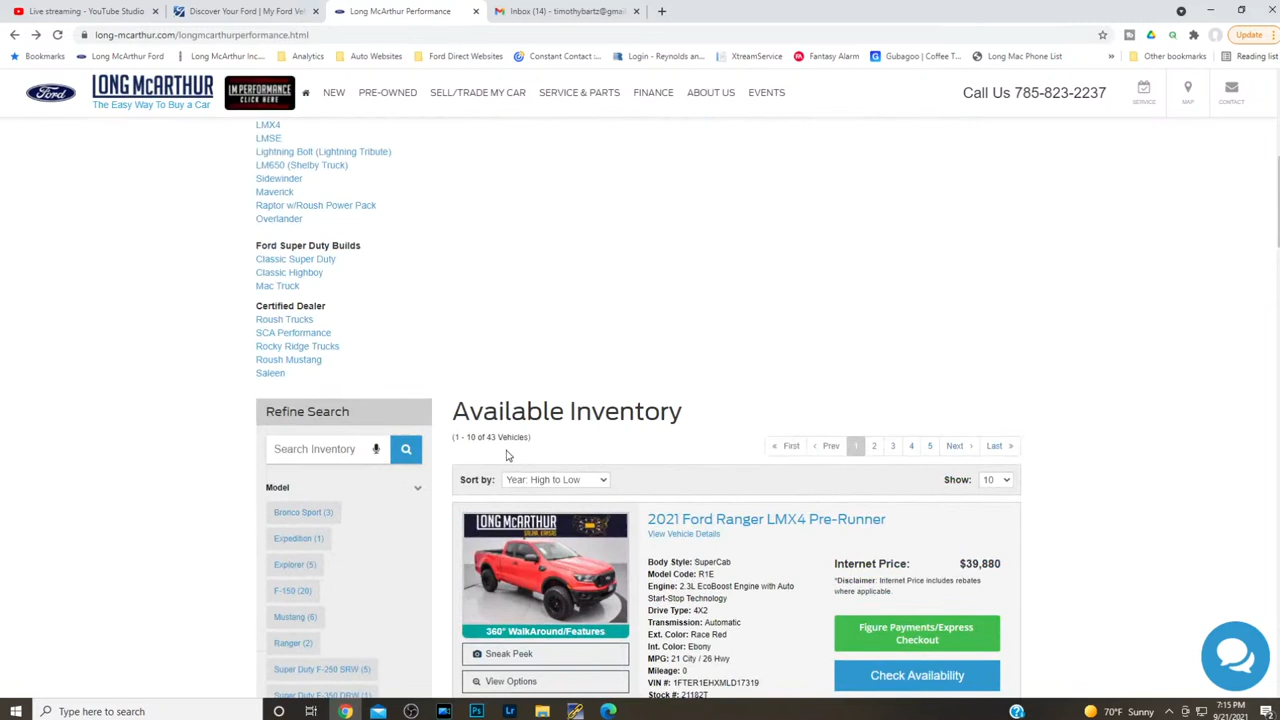 Live streaming - YouTube Studio
Discover Your Ford | My Ford Veh
Long McArthur Performance
Inbox (14) - timothybartz@gmail
long-mcarthur.com/longmcarthurperformance.html
Update
Bookmarks
Long McArthur Ford
Long McArthur Inc...
Analytics
Auto Websites
Ford Direct Websites
Constant Contact :...
Login - Reynolds an...
XtreamService
Fantasy Alarm
Gubagoo | Coffee T...
Long Mac Phone List
Other bookmarks
Reading list
Ford
LONG McARTHUR
The Easy Way To Buy a Car
LM PERFORMANCE
CLICK HERE
NEW
PRE-OWNED
SELL/TRADE MY CAR
SERVICE & PARTS
FINANCE
ABOUT US
EVENTS
Call Us 785-823-2237
SERVICE
MAP
CONTACT
LMX4
LMSE
Lightning Bolt (Lightning Tribute)
LM650 (Shelby Truck)
Sidewinder
Maverick
Raptor w/Roush Power Pack
Overlander
Ford Super Duty Builds
Classic Super Duty
Classic Highboy
Mac Truck
Certified Dealer
Roush Trucks
SCA Performance
Rocky Ridge Trucks
Roush Mustang
Saleen
Refine Search
Search Inventory
Model
Bronco Sport (3)
Expedition (1)
Explorer (5)
F-150 (20)
Mustang (6)
Ranger (2)
Super Duty F-250 SRW (5)
Super Duty F-350 DRW (1)
Available Inventory
(1 - 10 of 43 Vehicles)
« First ‹ Prev 1 2 3 4 5 Next › Last »
Sort by: Year: High to Low
Show: 10
LONG McARTHUR
360° WalkAround/Features
Sneak Peek
View Options
2021 Ford Ranger LMX4 Pre-Runner
View Vehicle Details
Body Style: SuperCab
Model Code: R1E
Engine: 2.3L EcoBoost Engine with Auto
Start-Stop Technology
Drive Type: 4X2
Transmission: Automatic
Ext. Color: Race Red
Int. Color: Ebony
MPG: 21 City / 26 Hwy
Mileage: 0
VIN #: 1FTER1EHXMLD17319
Stock #: 21182T
Internet Price: $39,880
*Disclaimer: Internet Price includes rebates
where applicable.
Figure Payments/Express
Checkout
Check Availability
Type here to search
Ps
Lr
70°F Sunny
7:15 PM
9/21/2021